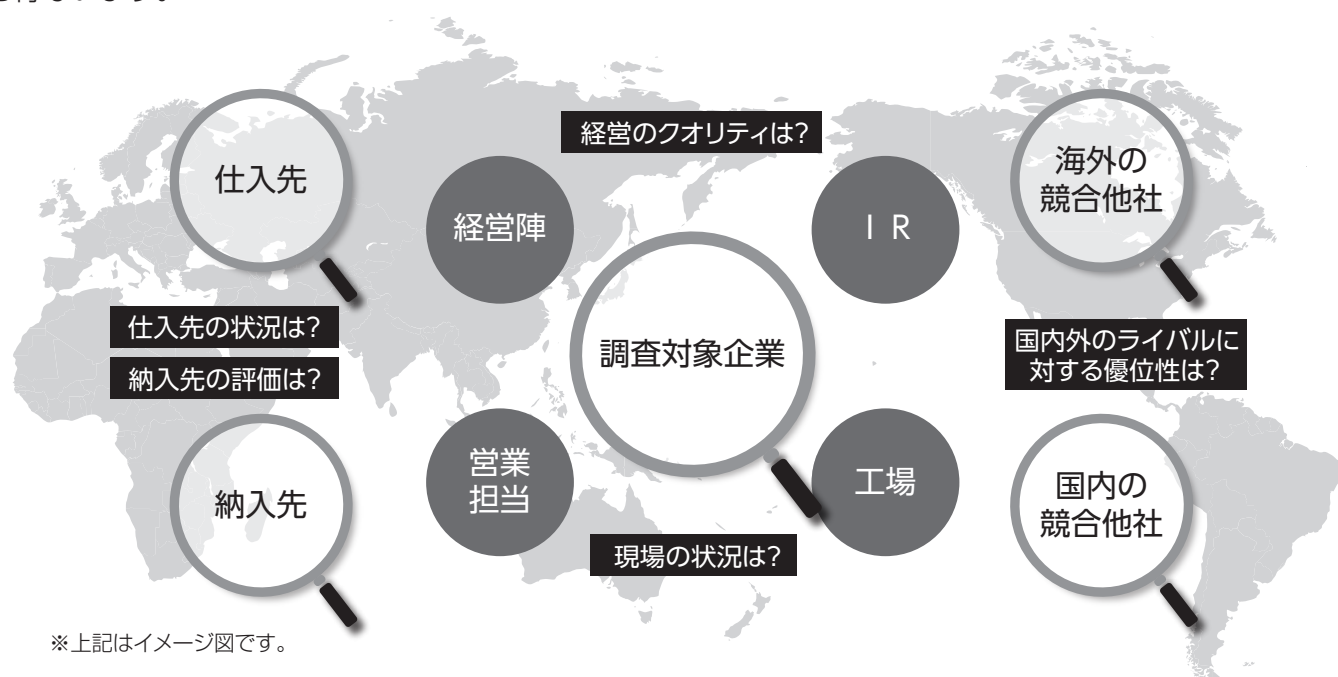 経営のクオリティは?
仕入先
海外の
競合他社
経営陣
I R
仕入先の状況は?
納入先の評価は?
調査対象企業
国内外のライバルに
対する優位性は?
営業
担当
工場
納入先
国内の
競合他社
現場の状況は?
※上記はイメージ図です。